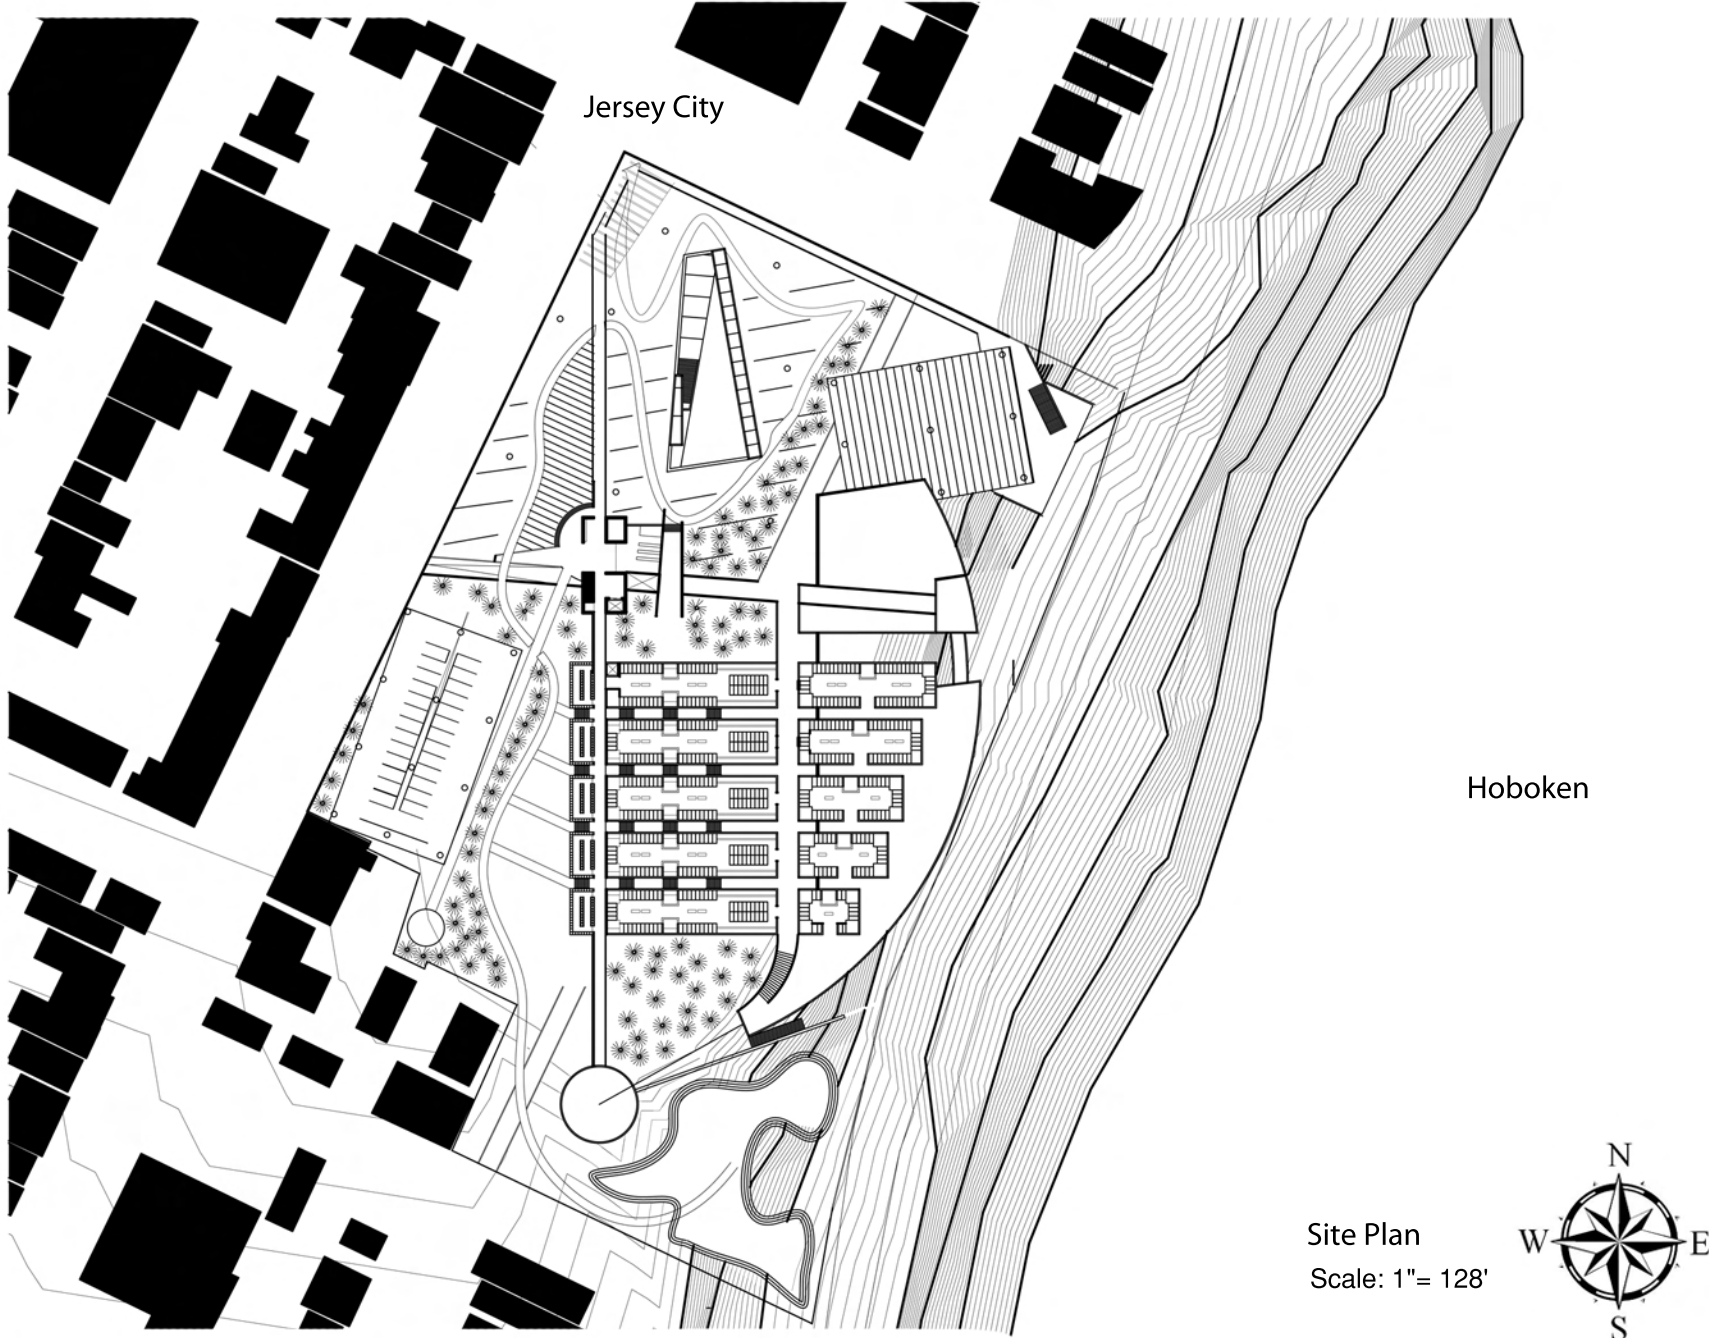 Jersey City
Hoboken
Site Plan
Scale: 1"= 128'
N
W
E
S